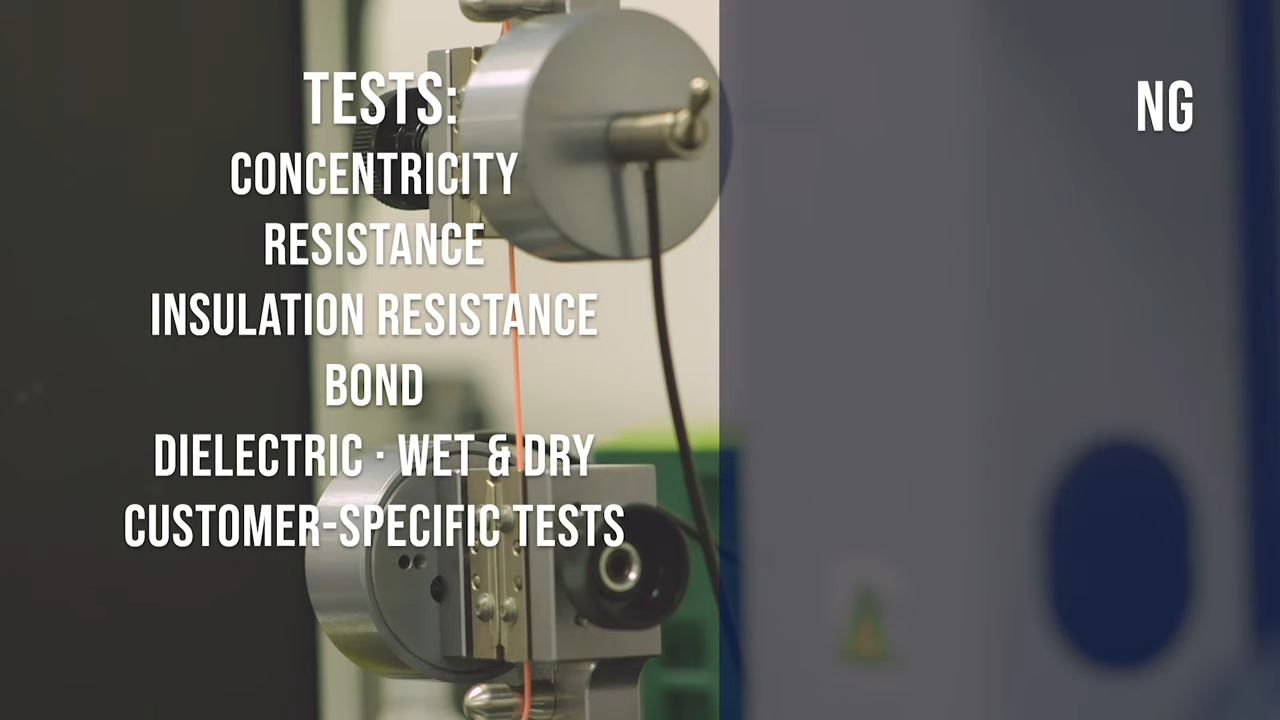 TESTS:
CONCENTRICITY
RESISTANCE
INSULATION RESISTANCE
BOND
DIELECTRIC · WET & DRY
CUSTOMER-SPECIFIC TESTS
NG